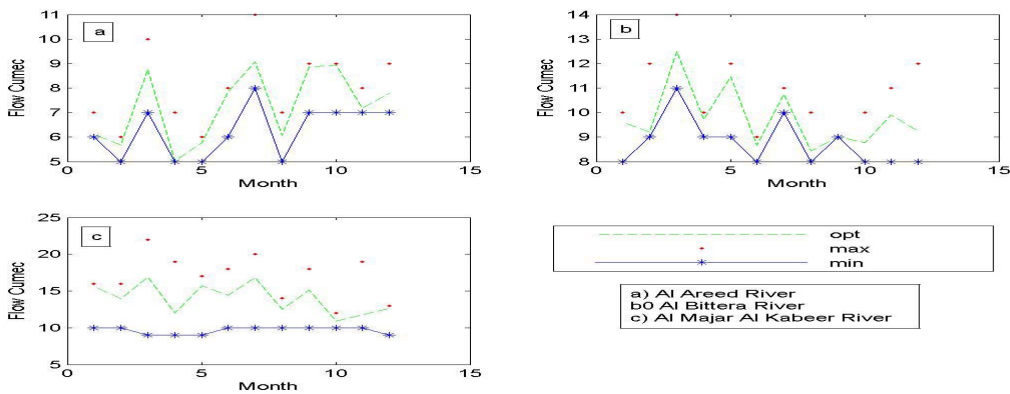 11
10
9
8
7
6
5
Flow Cumec
a
0
5
10
15
Month
14
13
12
11
10
9
8
Flow Cumec
b
0
5
10
15
Month
25
20
15
10
5
Flow Cumec
c
0
5
10
15
Month
opt
max
min
a) Al Areed River
b0 Al Bittera River
c) Al Majar Al Kabeer River